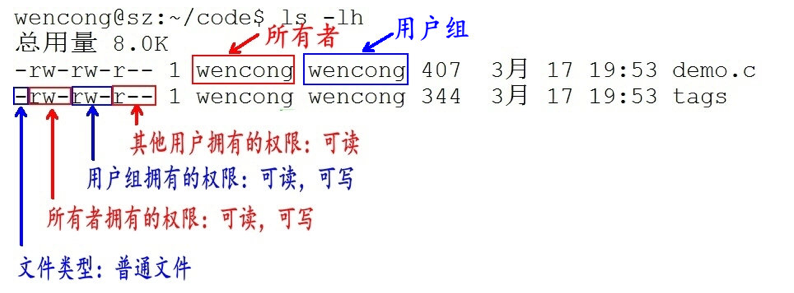 wencong@sz:~/code$ ls -lh
总用量 8.0K
所有者
用户组
-rw-rw-r-- 1 wencong wencong 407 3月 17 19:53 demo.c
-rw-rw-r-- 1 wencong wencong 344 3月 17 19:53 tags
其他用户拥有的权限：可读
用户组拥有的权限：可读，可写
所有者拥有的权限：可读，可写
文件类型：普通文件